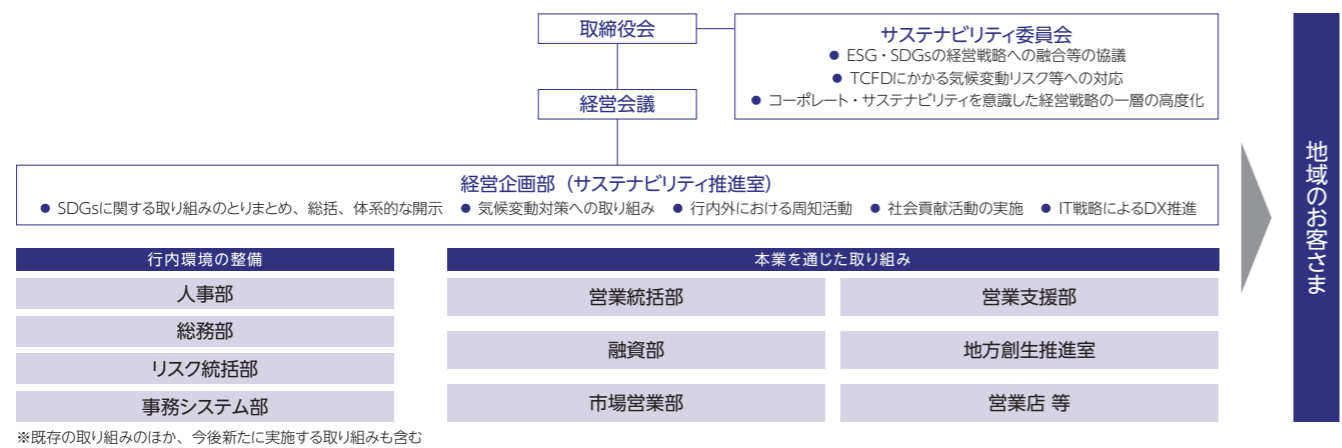 取締役会
サステナビリティ委員会
● ESG・SDGsの経営戦略への融合等の協議
● TCFDにかかる気候変動リスク等への対応
● コーポレート・サステナビリティを意識した経営戦略の一層の高度化
経営会議
経営企画部（サステナビリティ推進室）
● SDGsに関する取り組みのとりまとめ、総括、体系的な開示 ● 気候変動対策への取り組み ● 行内外における周知活動 ● 社会貢献活動の実施 ● IT戦略によるDX推進
行内環境の整備
人事部
総務部
リスク統括部
事務システム部
本業を通じた取り組み
営業統括部
営業支援部
融資部
地方創生推進室
市場営業部
営業店 等
地域のお客さま
※既存の取り組みのほか、今後新たに実施する取り組みも含む